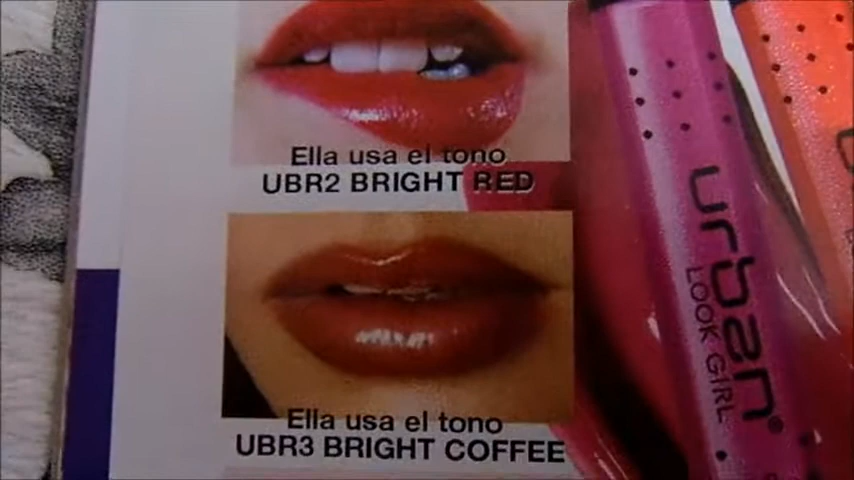 Ella usa el tono
UBR2 BRIGHT RED
Ella usa el tono
UBR3 BRIGHT COFFEE
urban®
LOOK GIRL